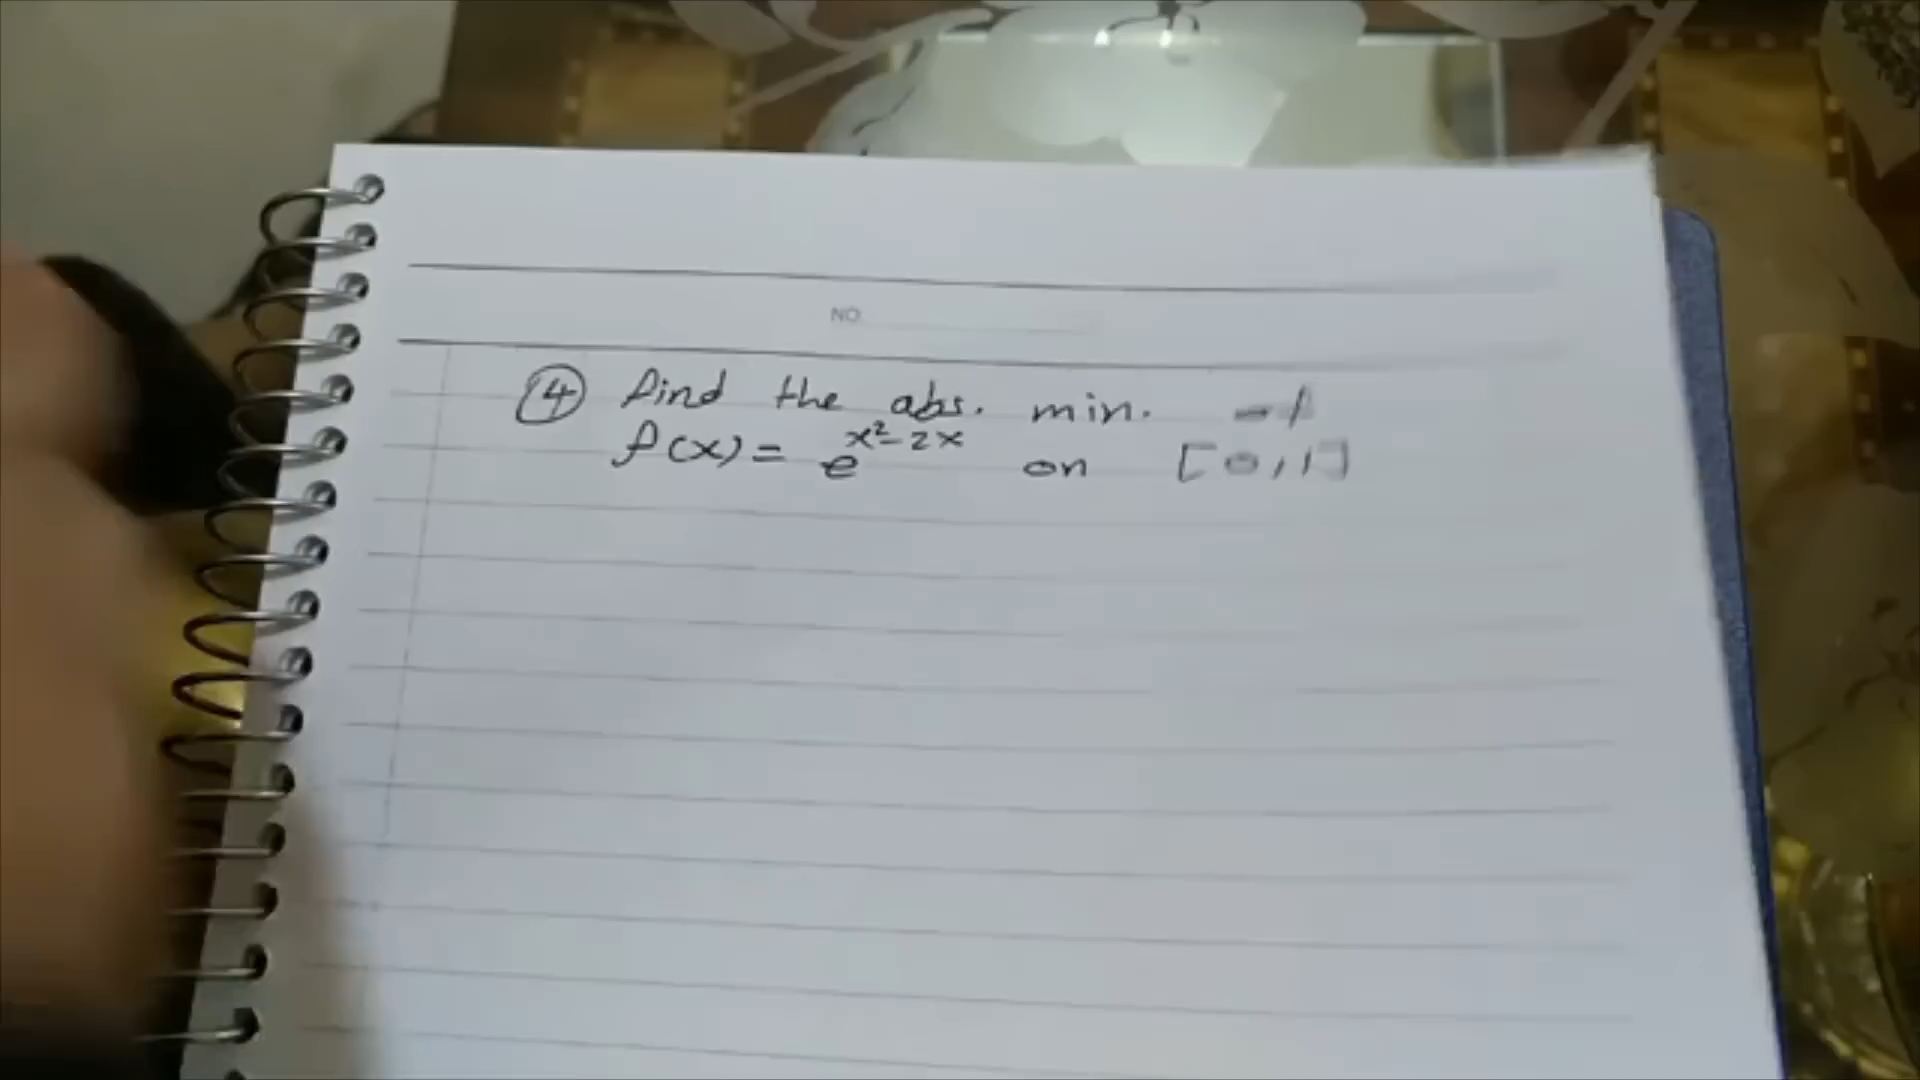 NO.
④ find the abs. min. of
f(x) = e^{x²-2x} on [0,1]